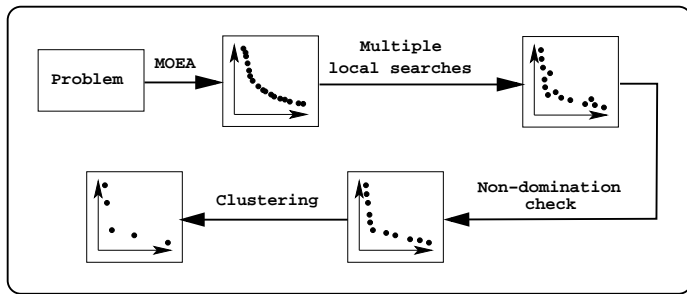 Problem
MOEA
Multiple
local searches
Non-domination
check
Clustering